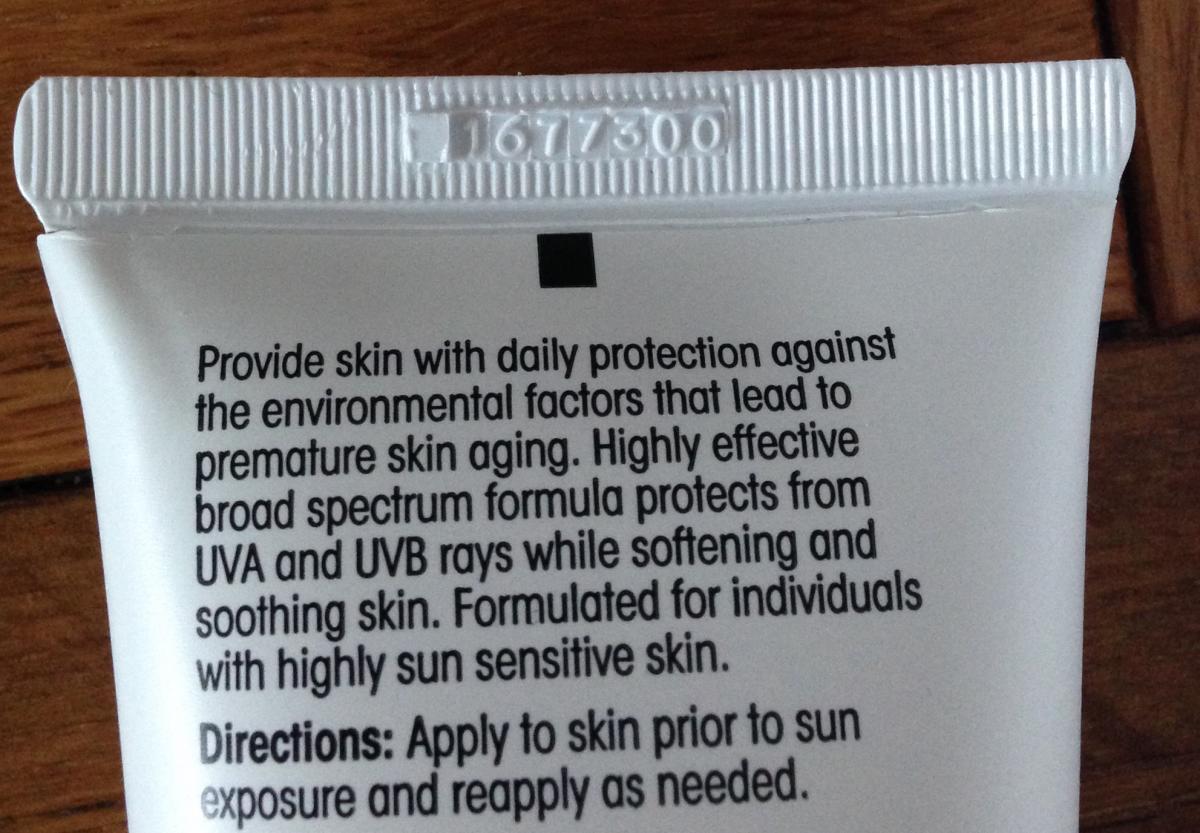 1677300
Provide skin with daily protection against
the environmental factors that lead to
premature skin aging. Highly effective
broad spectrum formula protects from
UVA and UVB rays while softening and
soothing skin. Formulated for individuals
with highly sun sensitive skin.
Directions: Apply to skin prior to sun
exposure and reapply as needed.